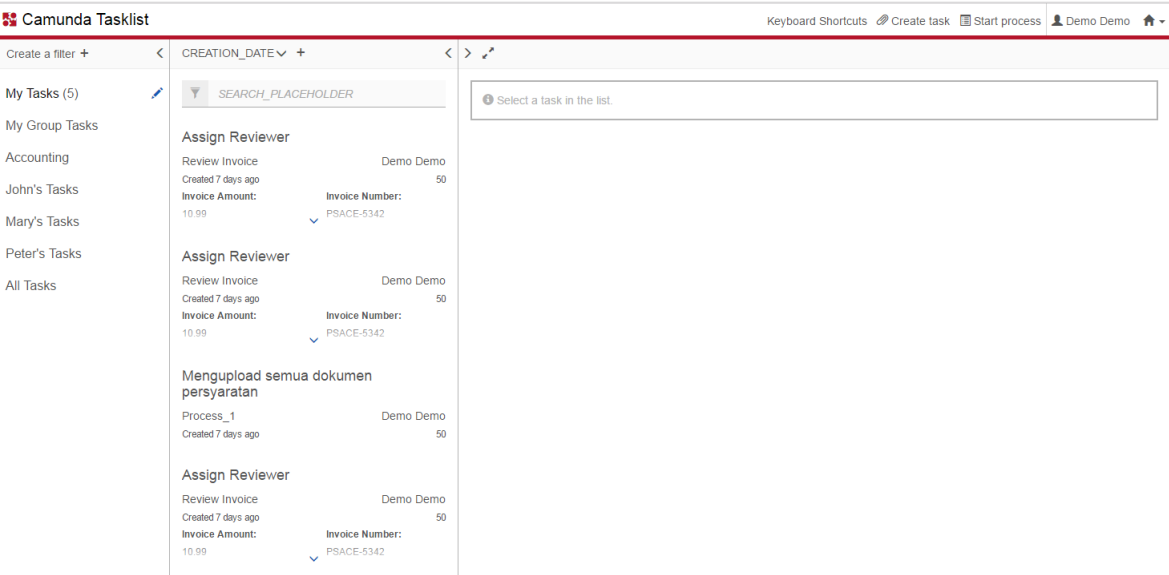 Camunda Tasklist
Keyboard Shortcuts Create task Start process Demo Demo
Create a filter +
My Tasks (5)
My Group Tasks
Accounting
John's Tasks
Mary's Tasks
Peter's Tasks
All Tasks
CREATION_DATE +
SEARCH_PLACEHOLDER
Assign Reviewer
Review Invoice Demo Demo
Created 7 days ago 50
Invoice Amount: Invoice Number:
10.99 PSACE-5342
Assign Reviewer
Review Invoice Demo Demo
Created 7 days ago 50
Invoice Amount: Invoice Number:
10.99 PSACE-5342
Mengupload semua dokumen
persyaratan
Process_1 Demo Demo
Created 7 days ago 50
Assign Reviewer
Review Invoice Demo Demo
Created 7 days ago 50
Invoice Amount: Invoice Number:
10.99 PSACE-5342
Select a task in the list.